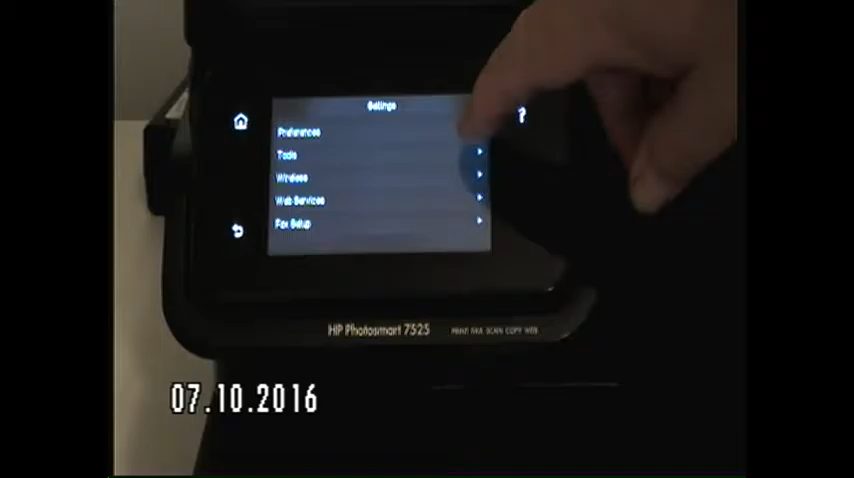 Settings
?
Preferences
Tools
Wireless
Web Services
Fax Setup
HP Photosmart 7525
PRINT FAX SCAN COPY WEB
07.10.2016